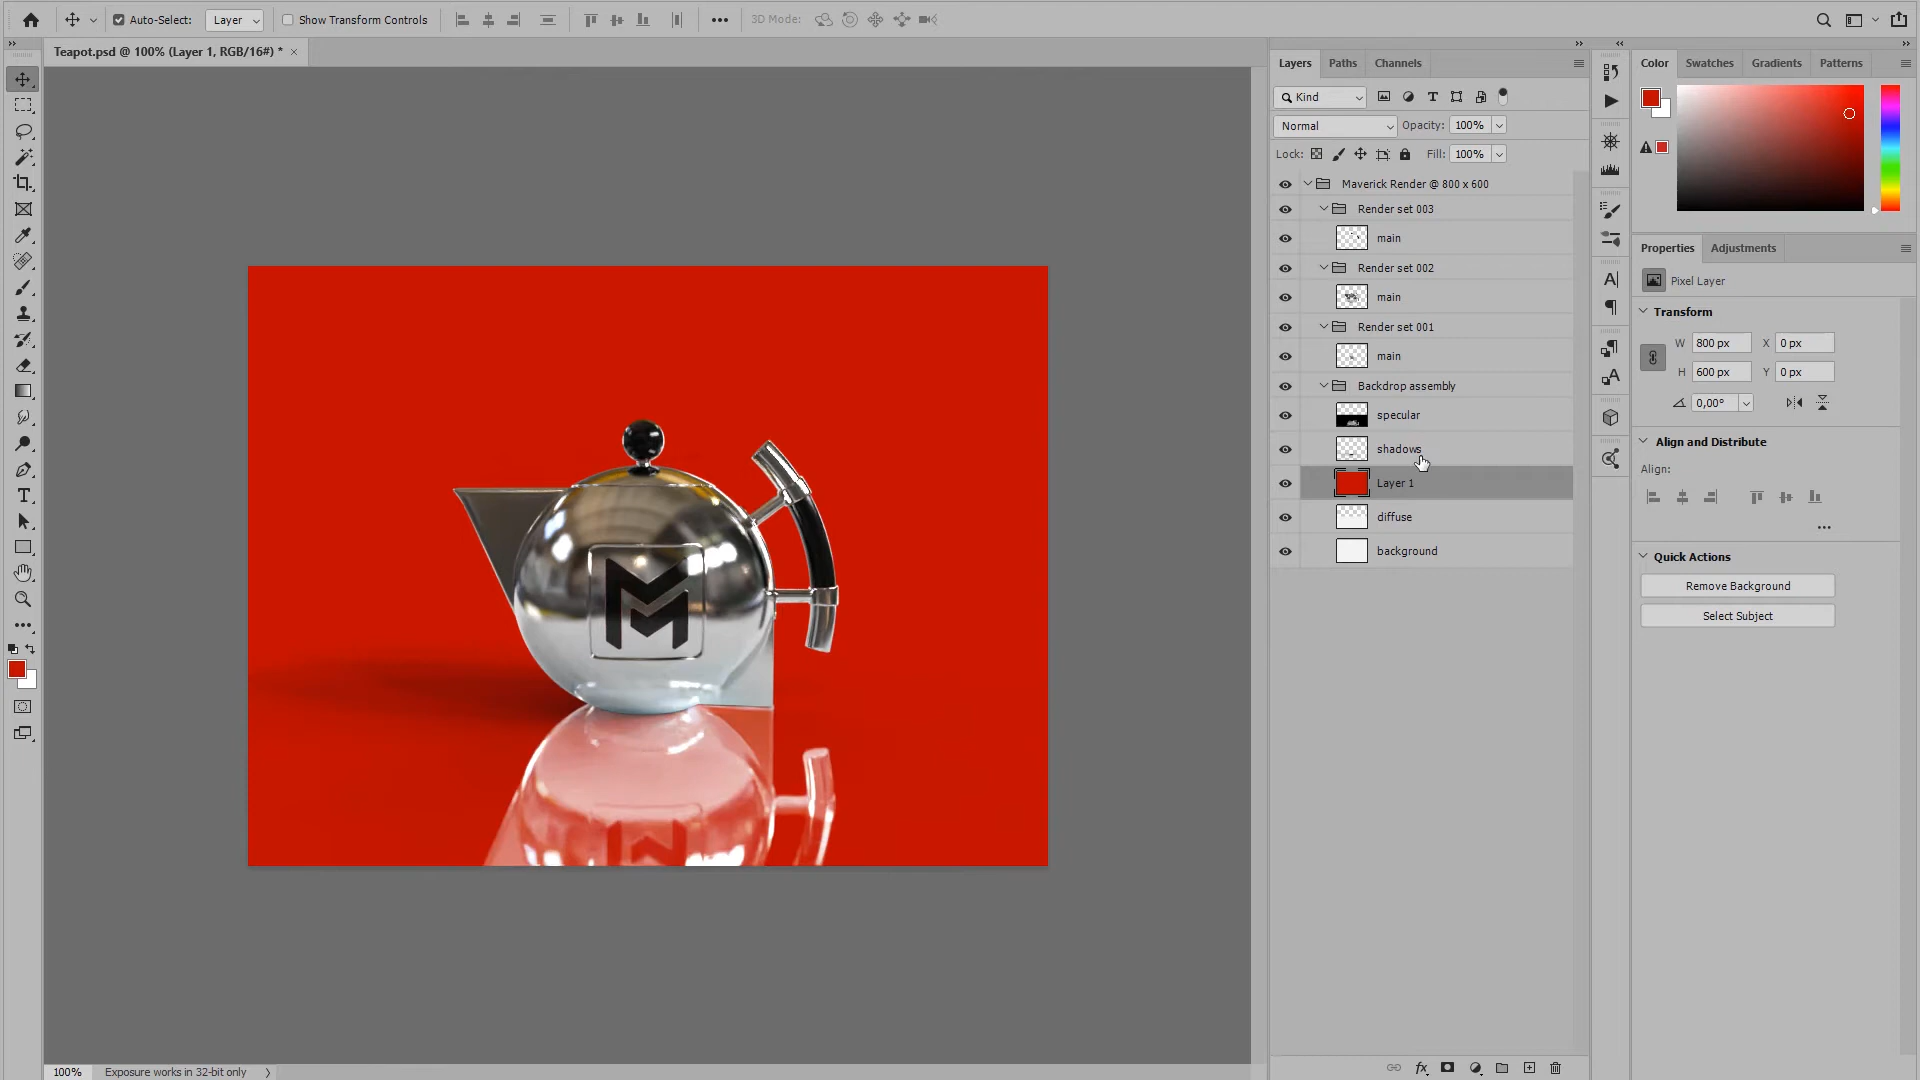 Auto-Select:
Layer
Show Transform Controls
3D Mode:
Teapot.psd @ 100% (Layer 1, RGB/16#) *
Layers
Paths
Channels
Kind
Normal
Opacity:
100%
Lock:
Fill:
100%
Maverick Render @ 800 x 600
Render set 003
main
Render set 002
main
Render set 001
main
Backdrop assembly
specular
shadows
Layer 1
diffuse
background
Color
Swatches
Gradients
Patterns
Properties
Adjustments
Pixel Layer
Transform
W
800 px
X
0 px
H
600 px
Y
0 px
0,00°
Align and Distribute
Align:
Quick Actions
Remove Background
Select Subject
M
100%
Exposure works in 32-bit only